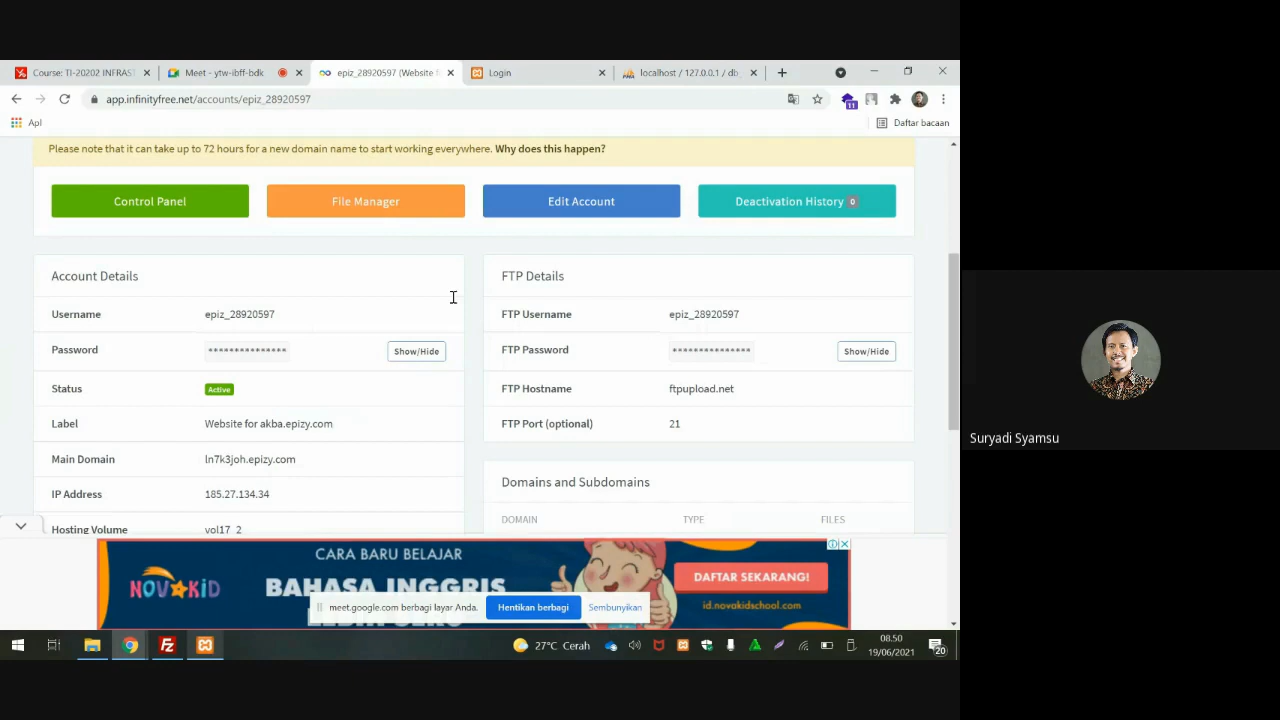 Course: TI-20202 INFRAST
Meet - ytw-ibff-bdk
epiz_28920597 (Website f
Login
localhost / 127.0.0.1 / db
app.infinityfree.net/accounts/epiz_28920597
11
Apl
Daftar bacaan
Please note that it can take up to 72 hours for a new domain name to start working everywhere. Why does this happen?
Control Panel
File Manager
Edit Account
Deactivation History 0
Account Details
Username epiz_28920597
Password *************** Show/Hide
Status Active
Label Website for akba.epizy.com
Main Domain ln7k3joh.epizy.com
IP Address 185.27.134.34
Hosting Volume vol17_2
FTP Details
FTP Username epiz_28920597
FTP Password *************** Show/Hide
FTP Hostname ftpupload.net
FTP Port (optional) 21
Domains and Subdomains
DOMAIN TYPE FILES
NOVAKID
CARA BARU BELAJAR
BAHASA INGGRIS
DAFTAR SEKARANG!
id.novakidschool.com
meet.google.com berbagi layar Anda.
Hentikan berbagi
Sembunyikan
27°C Cerah
08.50
19/06/2021
20
Suryadi Syamsu